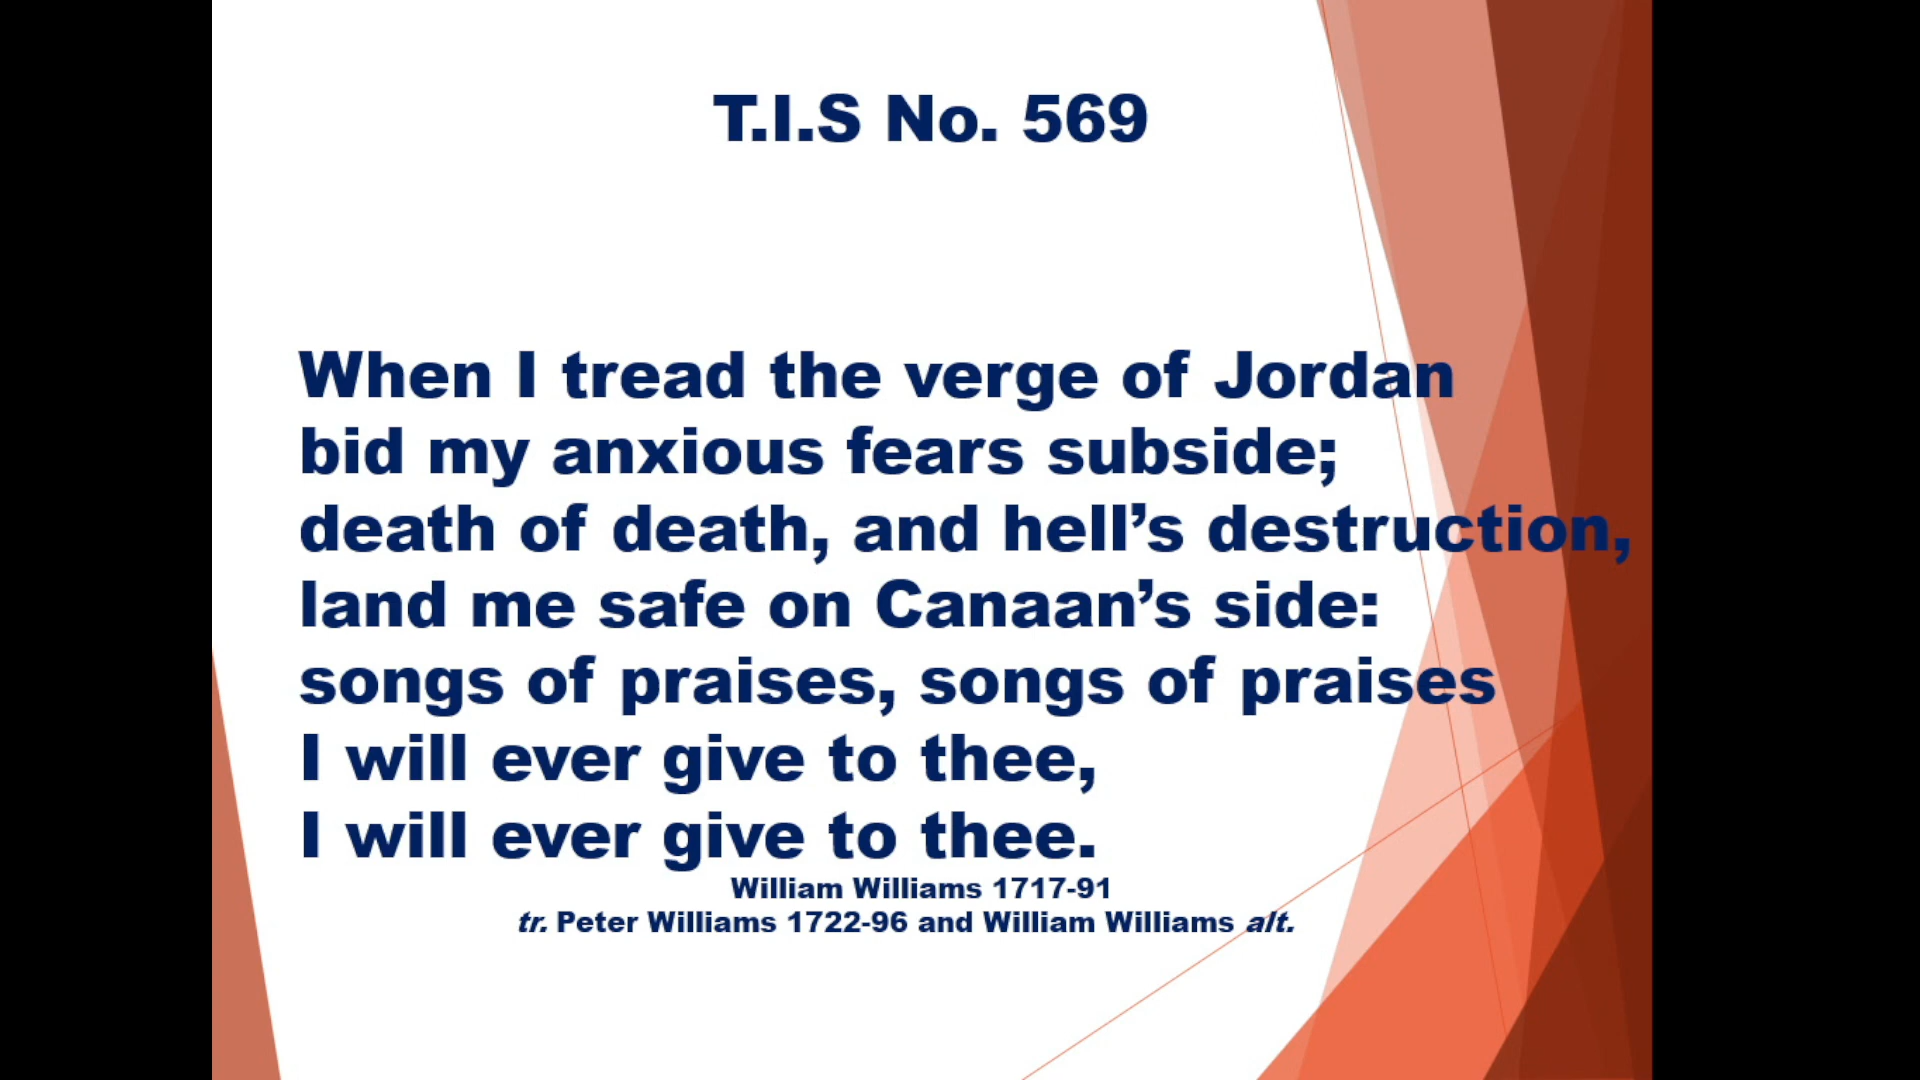 T.I.S No. 569
When I tread the verge of Jordan
bid my anxious fears subside;
death of death, and hell’s destruction,
land me safe on Canaan’s side:
songs of praises, songs of praises
I will ever give to thee,
I will ever give to thee.
William Williams 1717-91
tr. Peter Williams 1722-96 and William Williams alt.